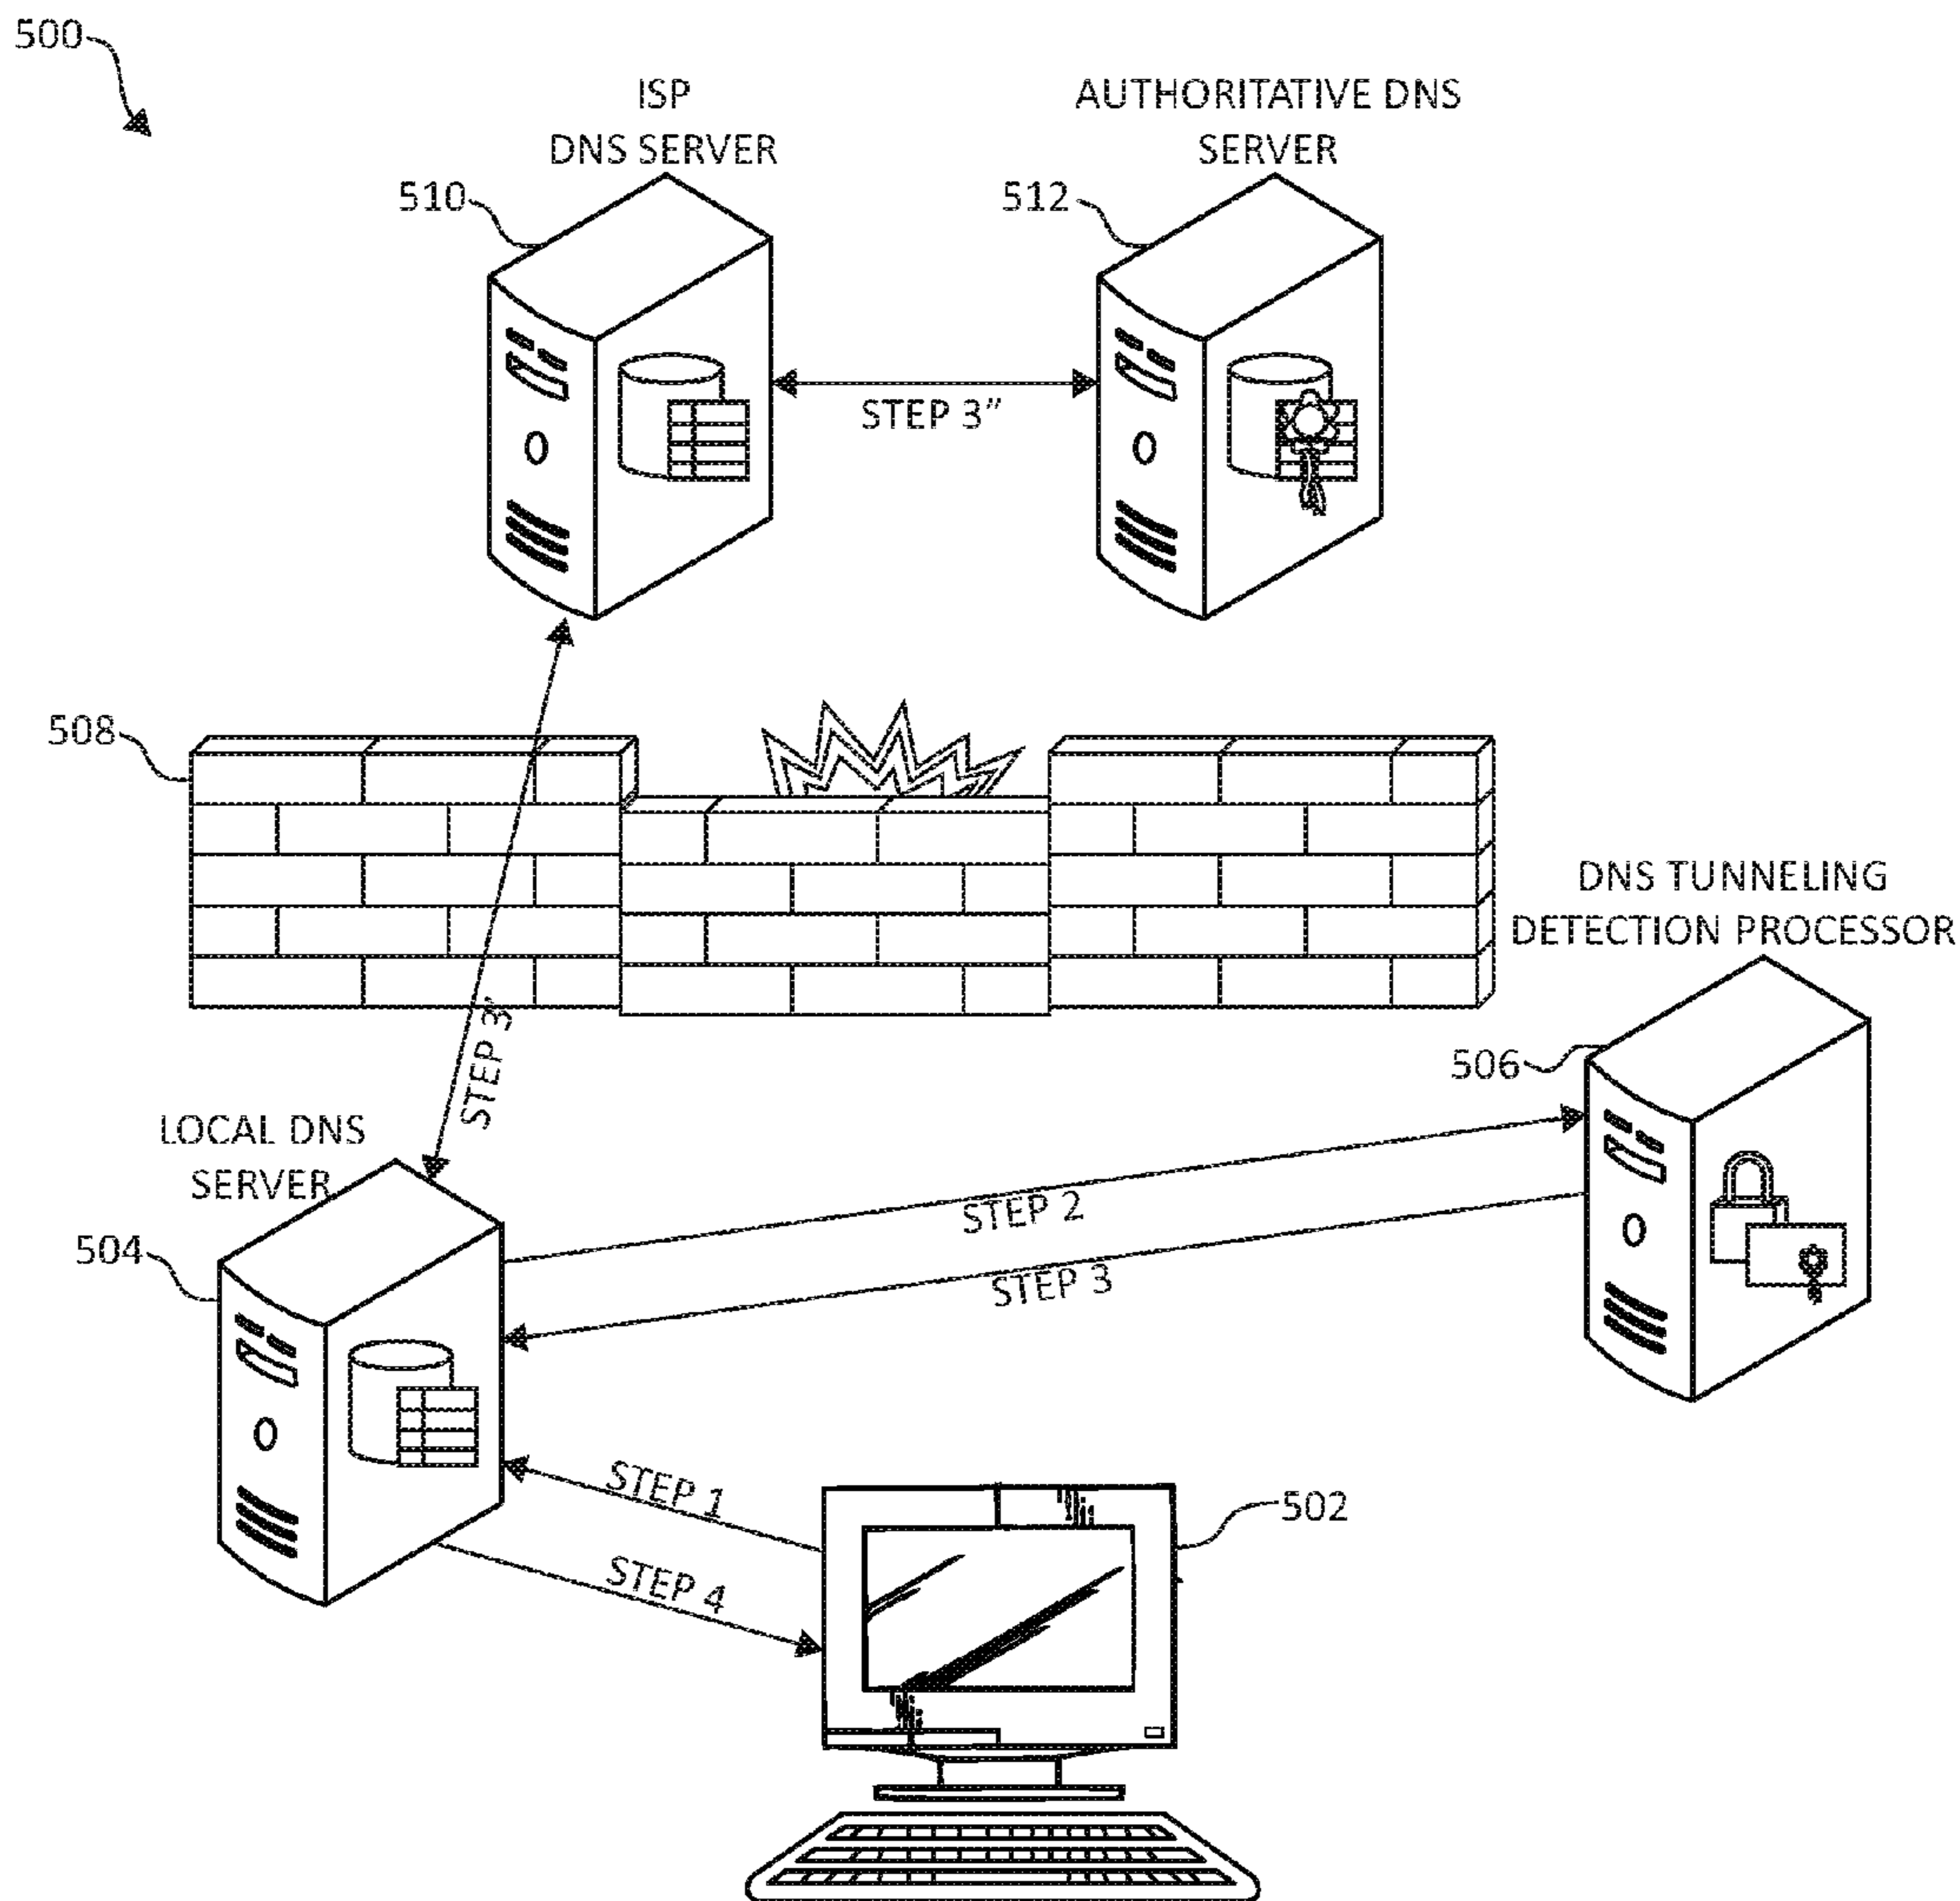 500
ISP
DNS SERVER
AUTHORITATIVE DNS
SERVER
510
512
STEP 3"
508
DNS TUNNELING
DETECTION PROCESSOR
STEP 3'
506
LOCAL DNS
SERVER
STEP 2
504
STEP 3
STEP 1
502
STEP 4